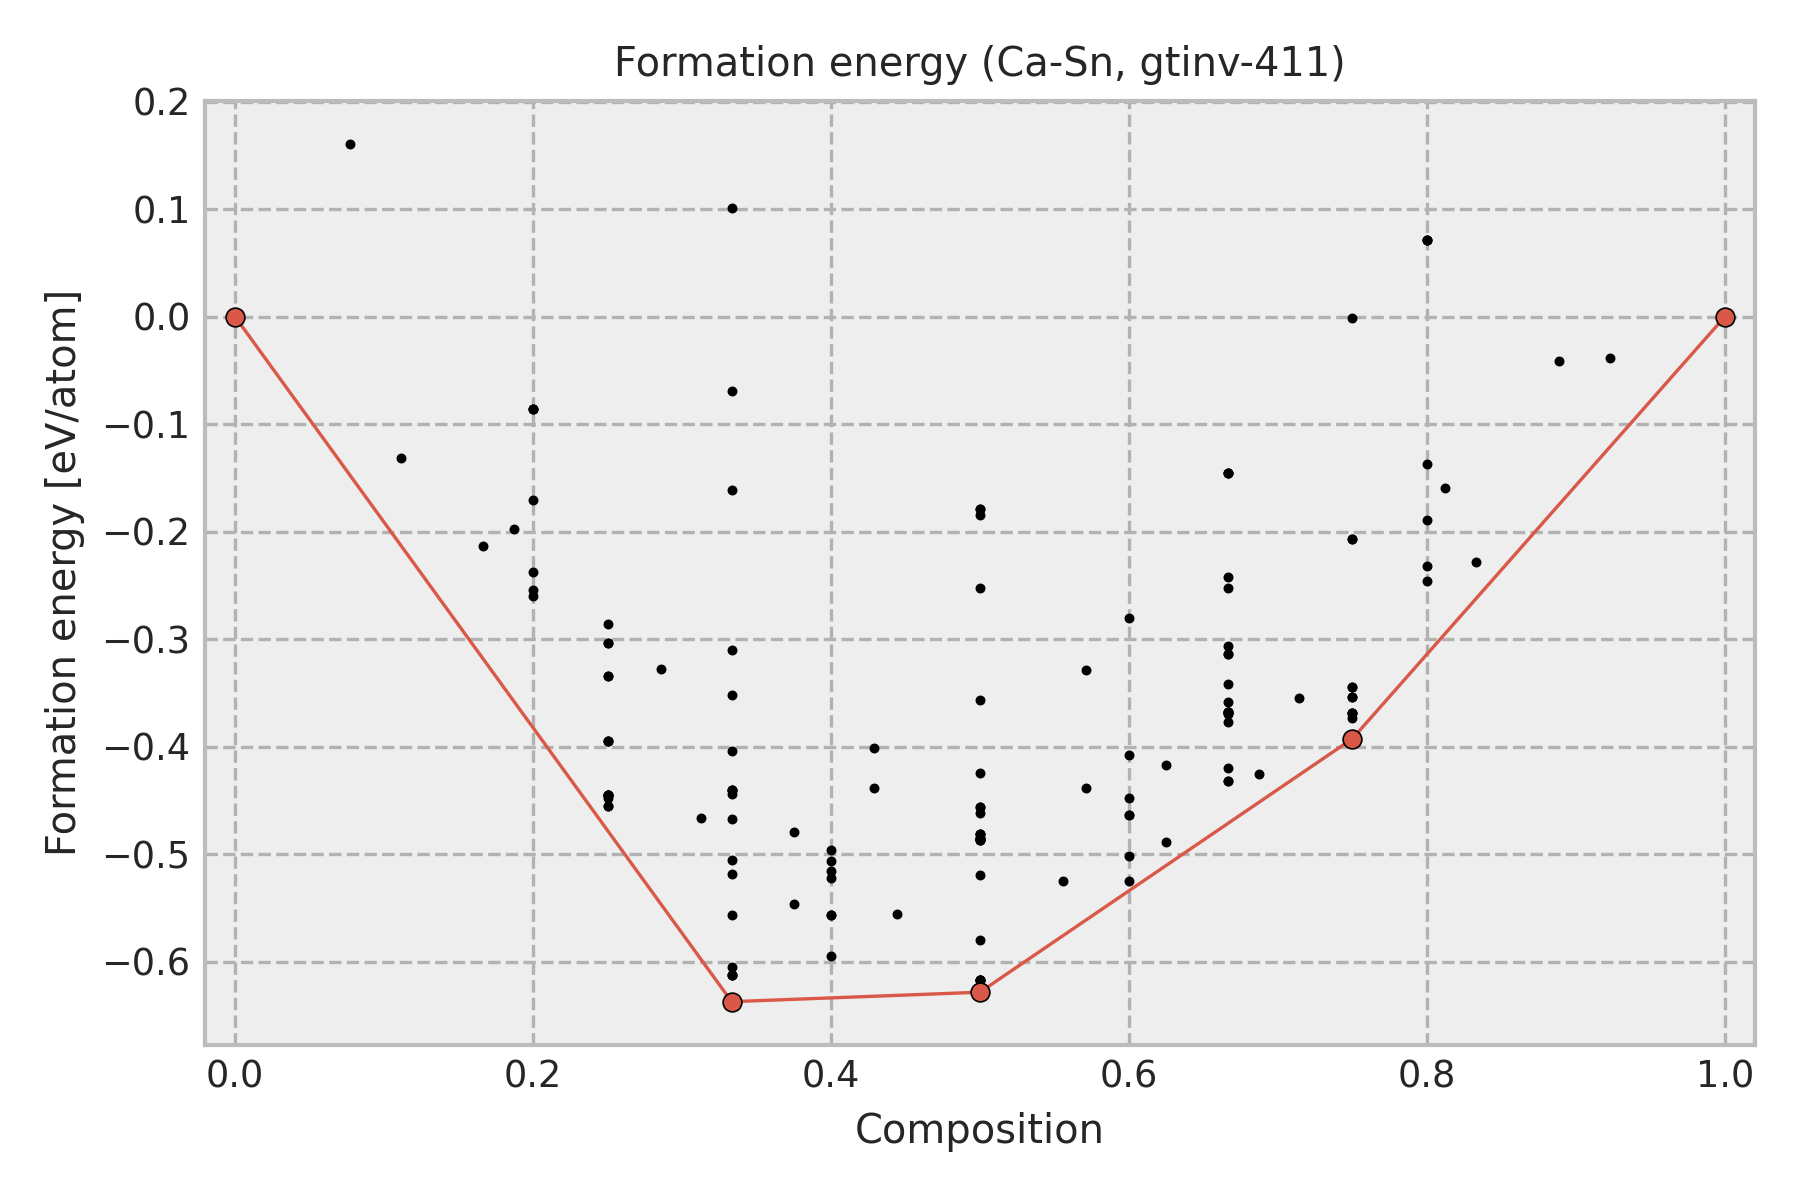 Formation energy (Ca-Sn, gtinv-411)
Formation energy [eV/atom]
0.2
0.1
0.0
−0.1
−0.2
−0.3
−0.4
−0.5
−0.6
0.0 0.2 0.4 0.6 0.8 1.0
Composition